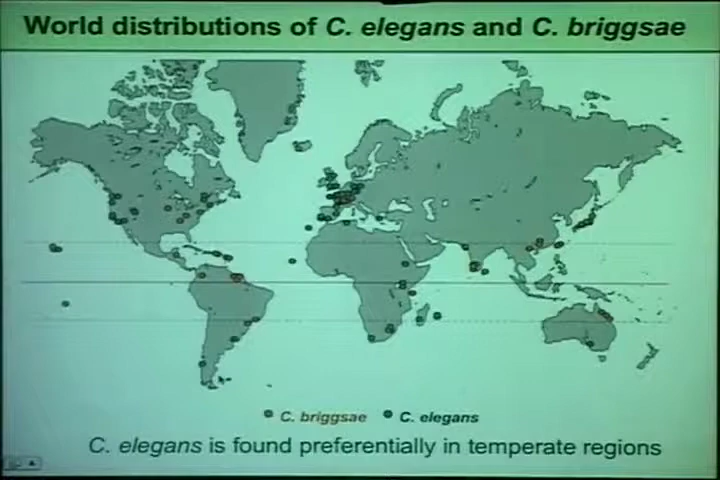 World distributions of C. elegans and C. briggsae
C. briggsae C. elegans
C. elegans is found preferentially in temperate regions